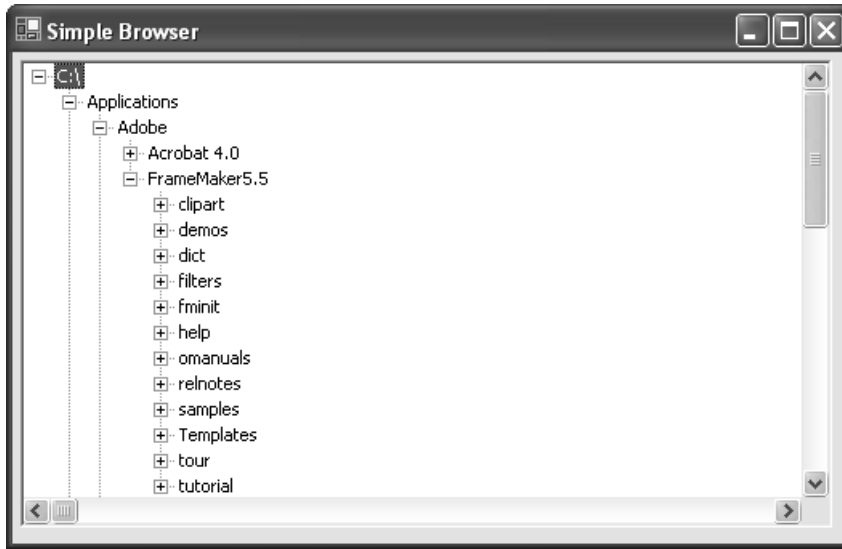 Simple Browser
C:\
Applications
Adobe
Acrobat 4.0
FrameMaker5.5
clipart
demos
dict
filters
fminit
help
omanuals
relnotes
samples
Templates
tour
tutorial